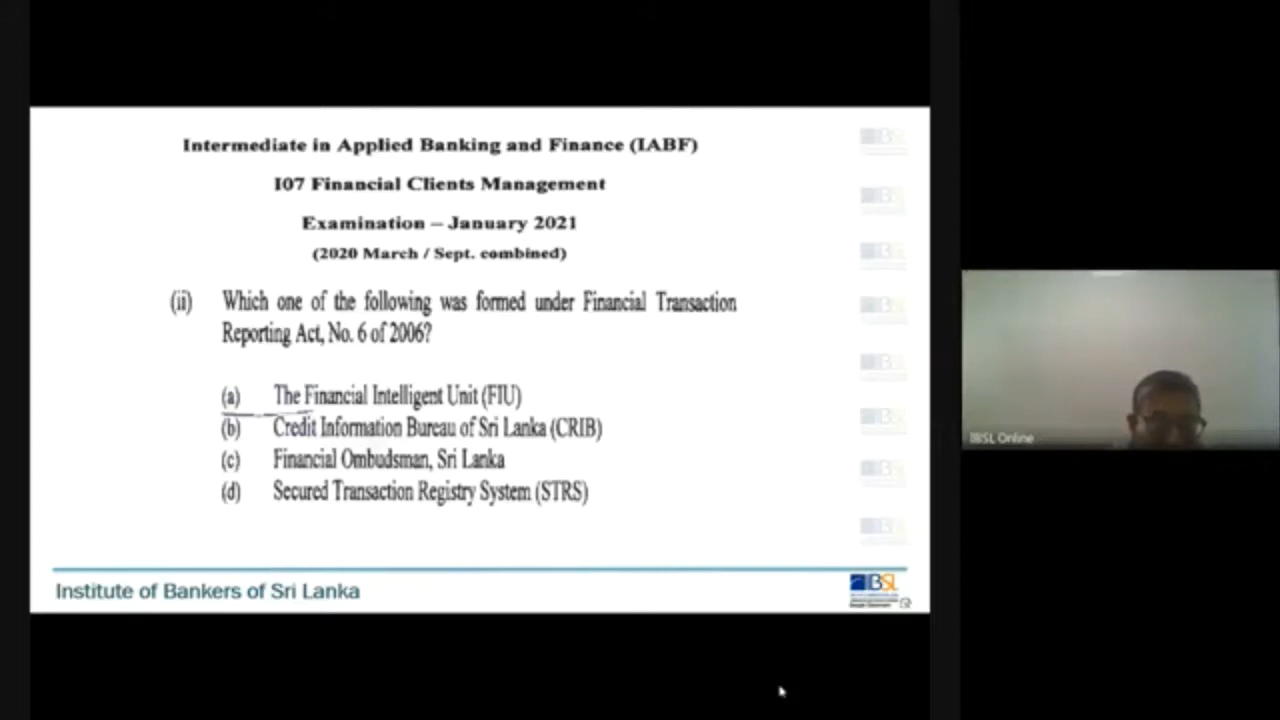 Intermediate in Applied Banking and Finance (IABF)
I07 Financial Clients Management
Examination – January 2021
(2020 March / Sept. combined)
(ii) Which one of the following was formed under Financial Transaction
Reporting Act, No. 6 of 2006?
(a) The Financial Intelligent Unit (FIU)
(b) Credit Information Bureau of Sri Lanka (CRIB)
(c) Financial Ombudsman, Sri Lanka
(d) Secured Transaction Registry System (STRS)
Institute of Bankers of Sri Lanka
IBSL
IBSL Online